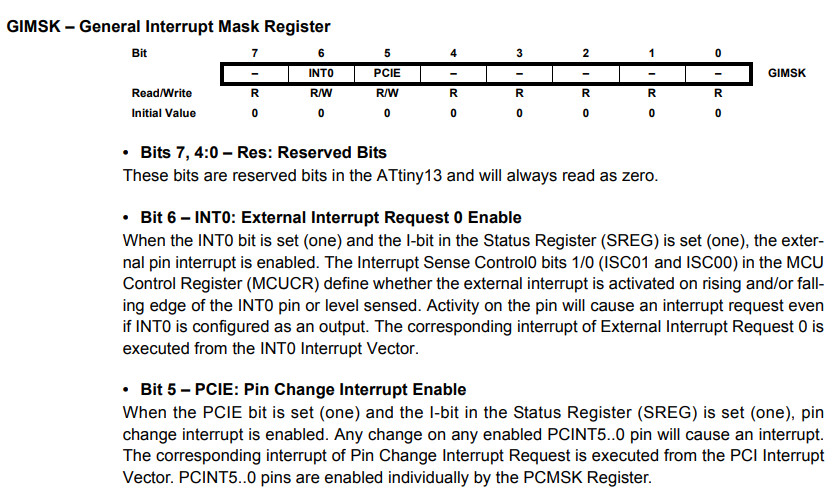 GIMSK – General Interrupt Mask Register
Bit 7 6 5 4 3 2 1 0
– INT0 PCIE – – – – – GIMSK
Read/Write R R/W R/W R R R R R
Initial Value 0 0 0 0 0 0 0 0
• Bits 7, 4:0 – Res: Reserved Bits
These bits are reserved bits in the ATtiny13 and will always read as zero.
• Bit 6 – INT0: External Interrupt Request 0 Enable
When the INT0 bit is set (one) and the I-bit in the Status Register (SREG) is set (one), the exter-
nal pin interrupt is enabled. The Interrupt Sense Control0 bits 1/0 (ISC01 and ISC00) in the MCU
Control Register (MCUCR) define whether the external interrupt is activated on rising and/or fall-
ing edge of the INT0 pin or level sensed. Activity on the pin will cause an interrupt request even
if INT0 is configured as an output. The corresponding interrupt of External Interrupt Request 0 is
executed from the INT0 Interrupt Vector.
• Bit 5 – PCIE: Pin Change Interrupt Enable
When the PCIE bit is set (one) and the I-bit in the Status Register (SREG) is set (one), pin
change interrupt is enabled. Any change on any enabled PCINT5..0 pin will cause an interrupt.
The corresponding interrupt of Pin Change Interrupt Request is executed from the PCI Interrupt
Vector. PCINT5..0 pins are enabled individually by the PCMSK Register.